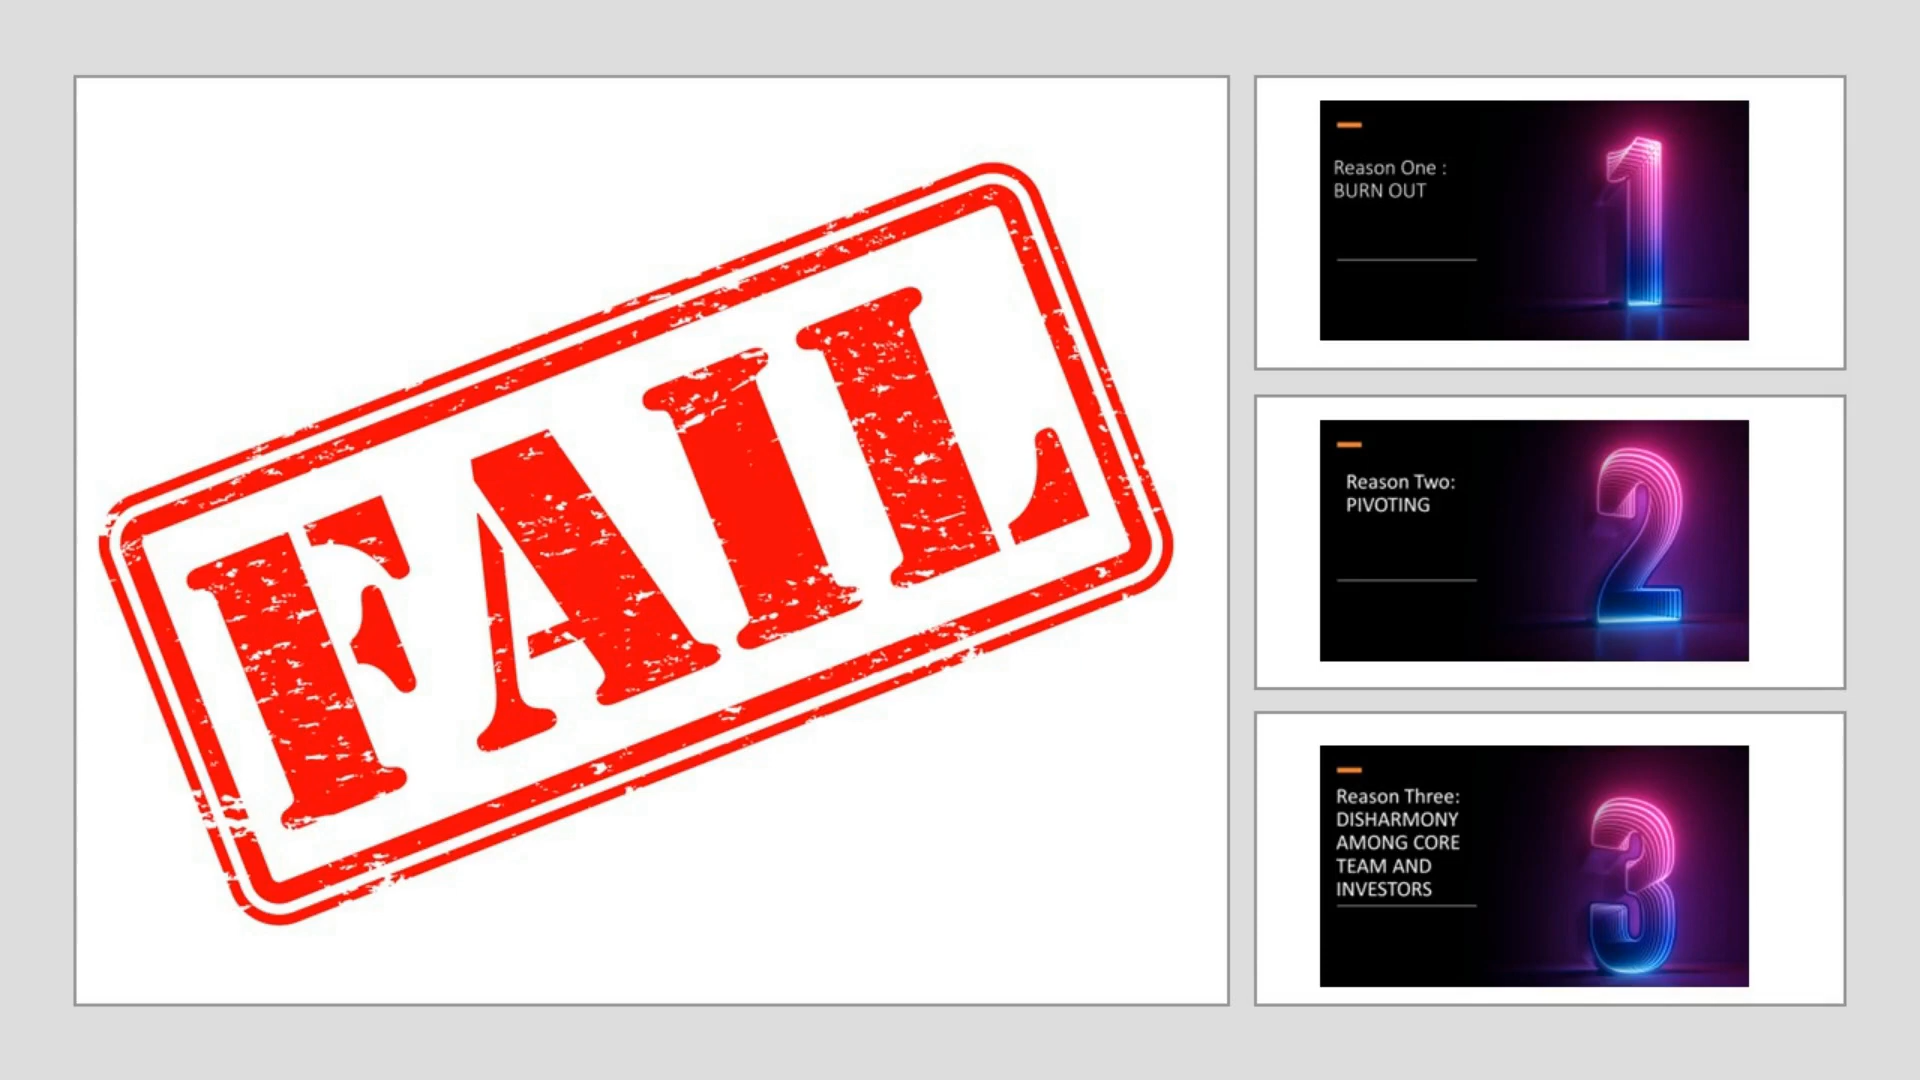 FAIL
Reason One :
BURN OUT
1
Reason Two:
PIVOTING
2
Reason Three:
DISHARMONY
AMONG CORE
TEAM AND
INVESTORS
3